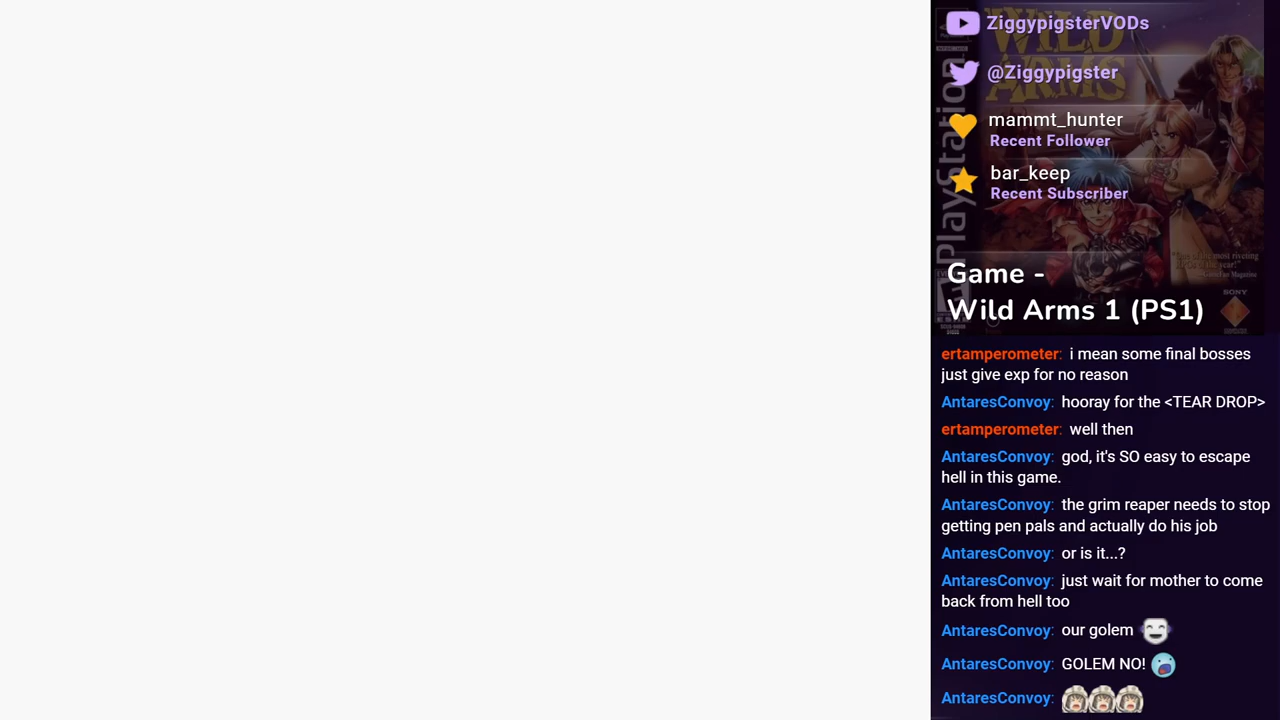 ZiggypigsterVODs
@Ziggypigster
mammt_hunter
Recent Follower
bar_keep
Recent Subscriber
WILD
ARMS
PlayStation
SONY
Game -
Wild Arms 1 (PS1)
ertamperometer: i mean some final bosses
just give exp for no reason
AntaresConvoy: hooray for the <TEAR DROP>
ertamperometer: well then
AntaresConvoy: god, it's SO easy to escape
hell in this game.
AntaresConvoy: the grim reaper needs to stop
getting pen pals and actually do his job
AntaresConvoy: or is it...?
AntaresConvoy: just wait for mother to come
back from hell too
AntaresConvoy: our golem
AntaresConvoy: GOLEM NO!
AntaresConvoy: